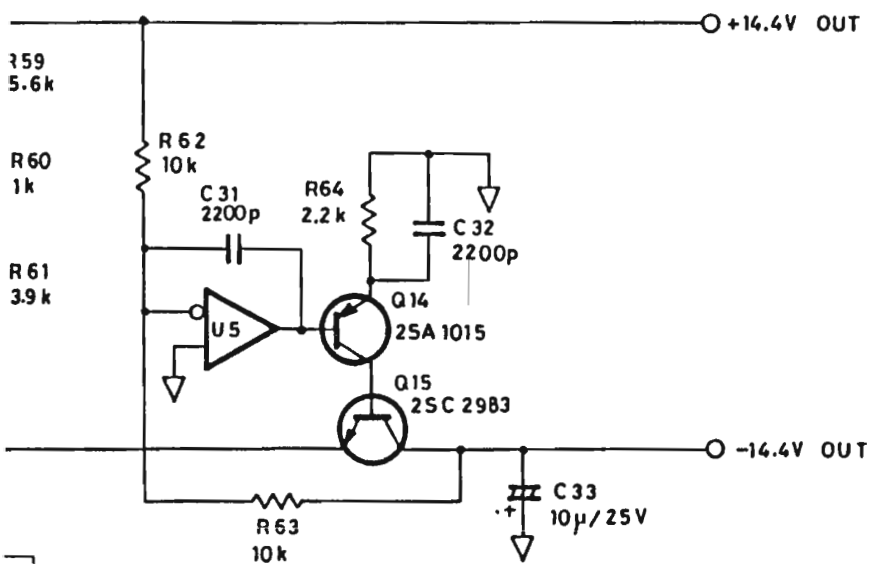 +14.4V OUT
R59
5.6k
R62
10k
R60
1k
C31
2200p
R64
2.2k
C32
2200p
R61
3.9k
Q14
2SA1015
U5
Q15
2SC29B3
-14.4V OUT
C33
10μ/25V
+
R63
10k